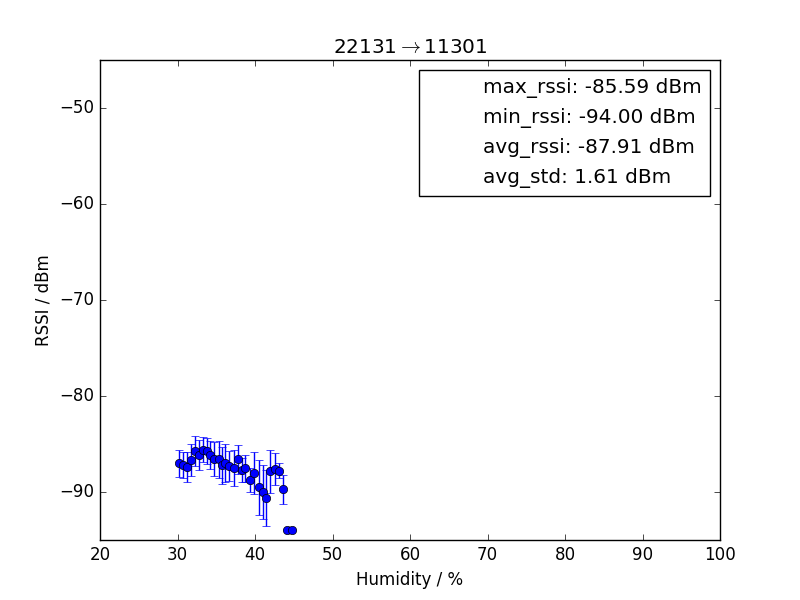 22131→11301
max_rssi: -85.59 dBm
min_rssi: -94.00 dBm
avg_rssi: -87.91 dBm
avg_std: 1.61 dBm
RSSI / dBm
−50
−60
−70
−80
−90
20 30 40 50 60 70 80 90 100
Humidity / %